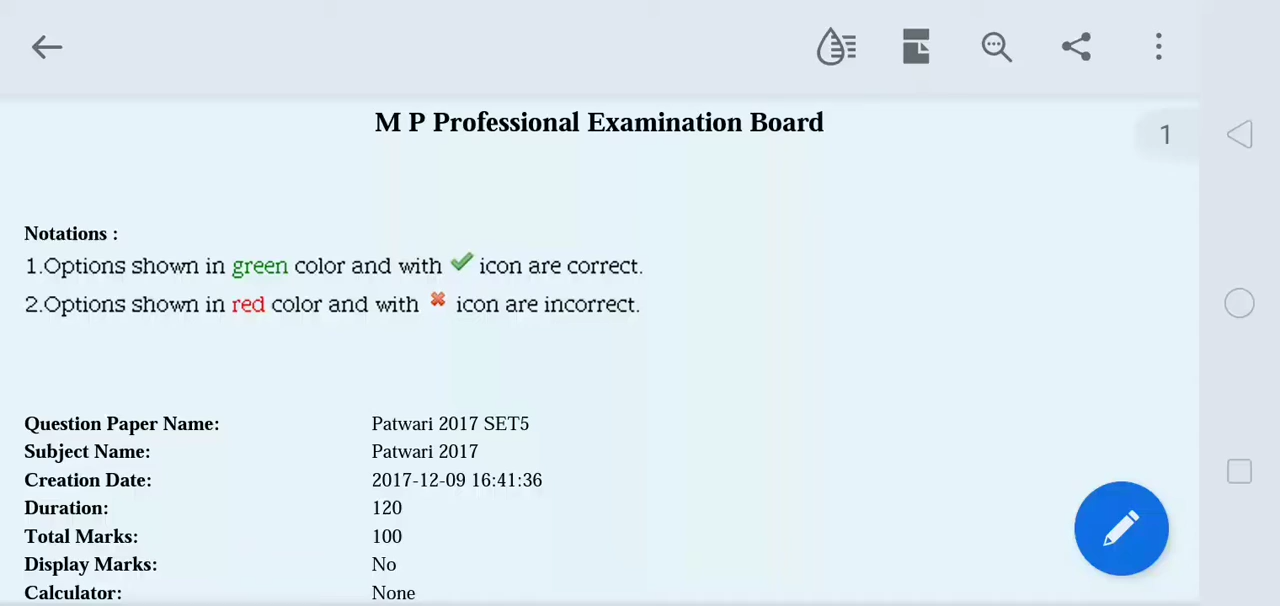 M P Professional Examination Board
1
Notations :
1.Options shown in green color and with icon are correct.
2.Options shown in red color and with icon are incorrect.
Question Paper Name: Patwari 2017 SET5
Subject Name: Patwari 2017
Creation Date: 2017-12-09 16:41:36
Duration: 120
Total Marks: 100
Display Marks: No
Calculator: None